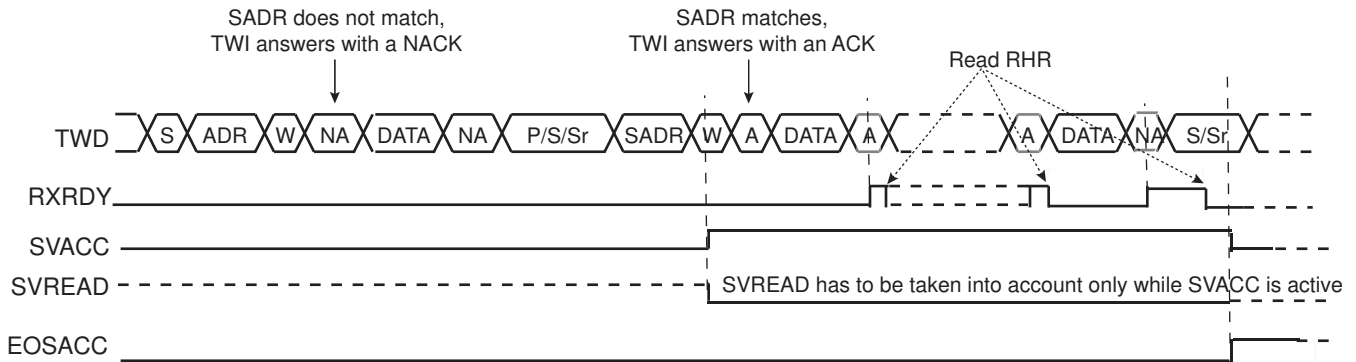 SADR does not match,
TWI answers with a NACK
SADR matches,
TWI answers with an ACK
Read RHR
TWD S ADR W NA DATA NA P/S/Sr SADR W A DATA A A DATA NA S/Sr
RXRDY
SVACC
SVREAD SVREAD has to be taken into account only while SVACC is active
EOSACC